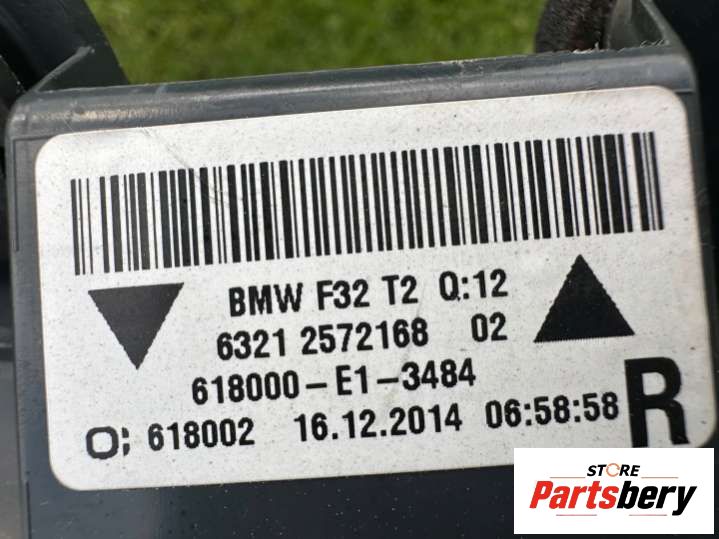 BMW F32 T2 Q:12
6321 2572168 02
618000-E1-3484
O; 618002 16.12.2014 06:58:58
R
STORE
Partsbery